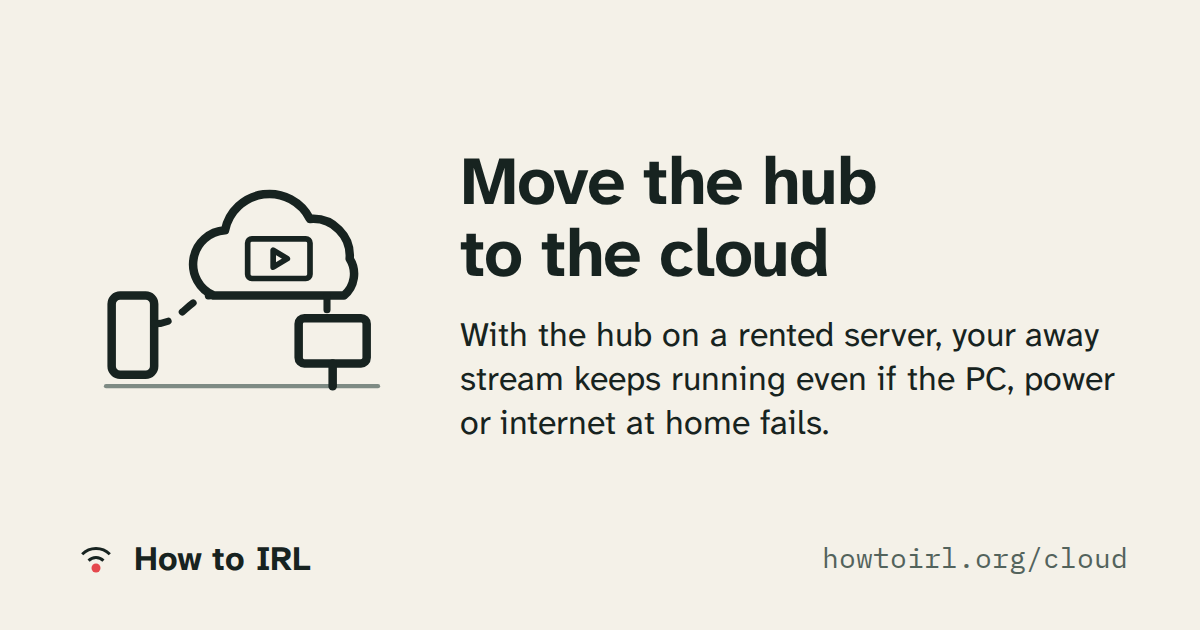 Move the hub
to the cloud
With the hub on a rented server, your away
stream keeps running even if the PC, power
or internet at home fails.
How to IRL
howtoirl.org/cloud